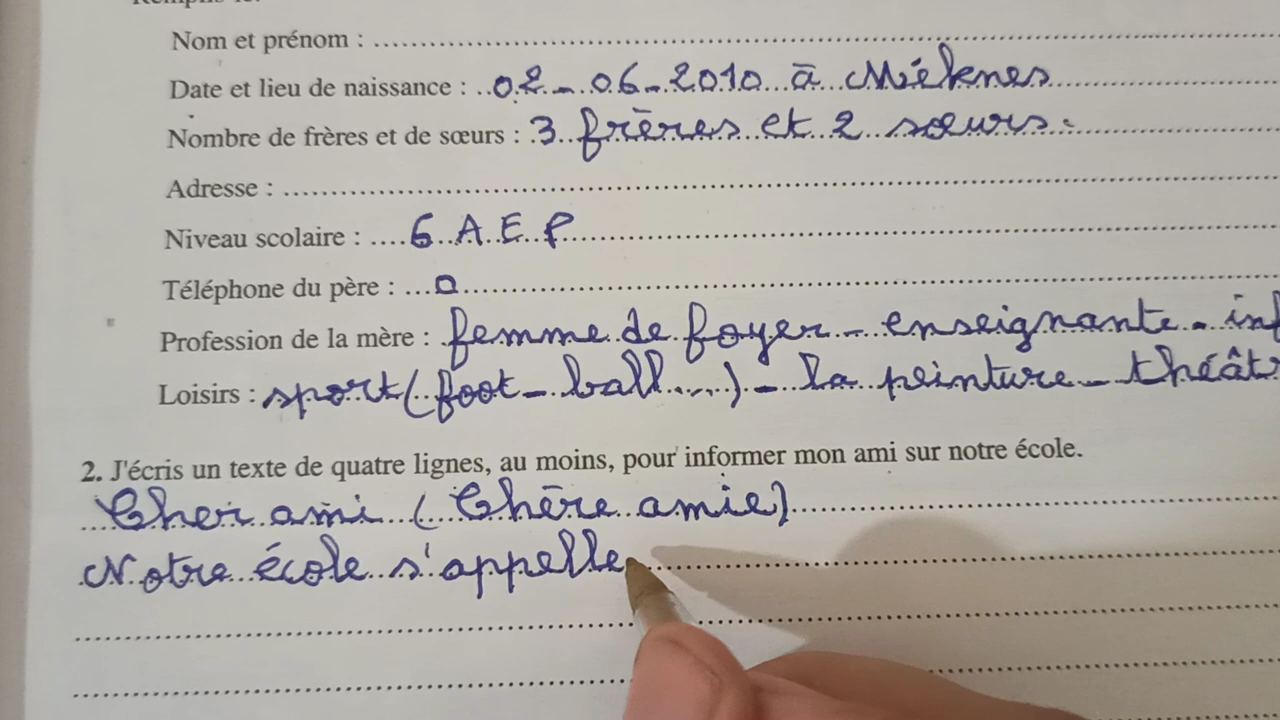 Nom et prénom :
Date et lieu de naissance : 02-06-2010 à Méknes
Nombre de frères et de sœurs : 3 frères et 2 sœurs.
Adresse :
Niveau scolaire : 6 A.E.P
Téléphone du père : 0
Profession de la mère : femme de foyer - enseignante - inf
Loisirs : sport (foot-ball.....) - la peinture - théât
2. J'écris un texte de quatre lignes, au moins, pour informer mon ami sur notre école.
Cher ami (Chère amie)
Notre école s'appelle